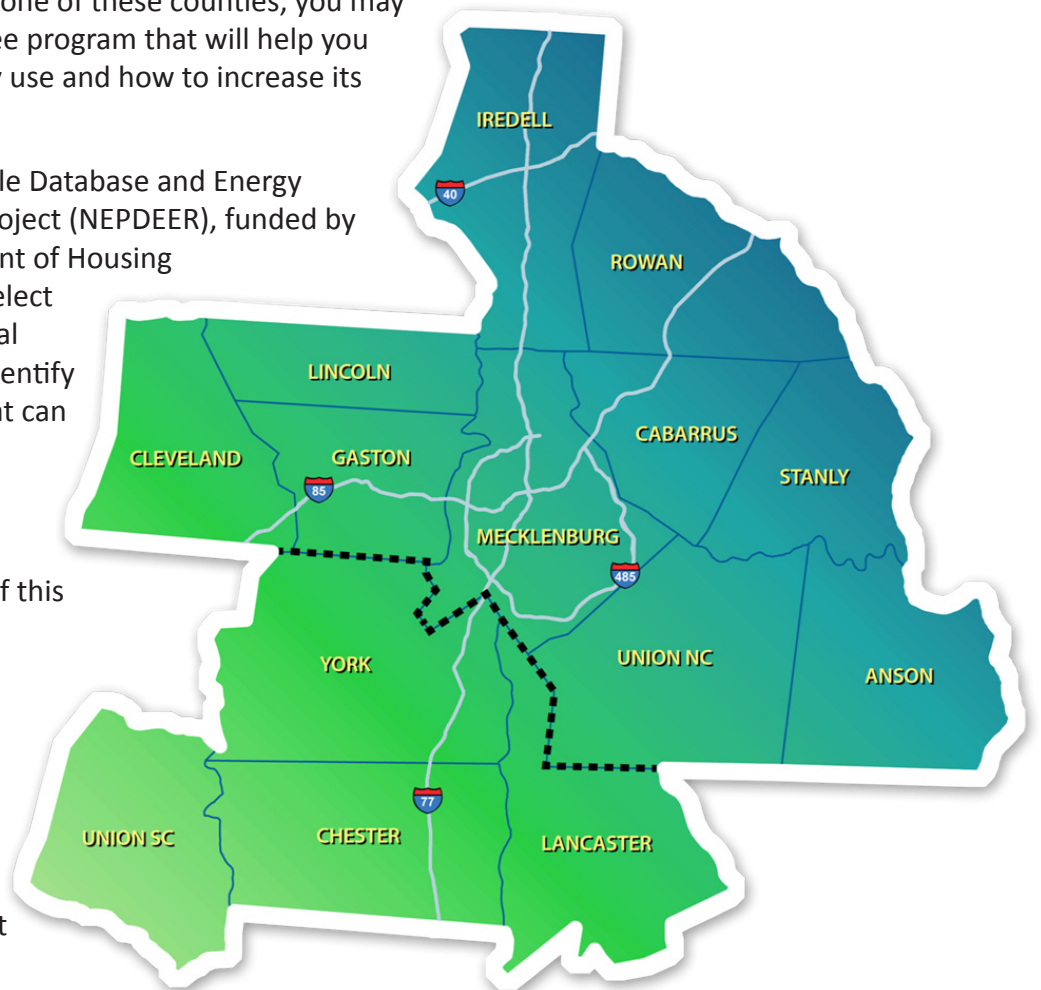 one of these counties, you may
ee program that will help you
use and how to increase its
le Database and Energy
oject (NEPDEER), funded by
nt of Housing
elect
al
entify
t can
f this
t
IREDELL
40
ROWAN
LINCOLN
CABARRUS
CLEVELAND
GASTON
STANLY
85
MECKLENBURG
485
YORK
UNION NC
ANSON
77
UNION SC
CHESTER
LANCASTER